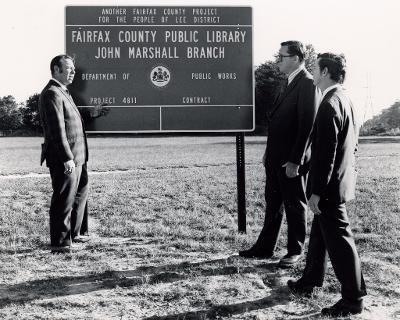 ANOTHER FAIRFAX COUNTY PROJECT
FOR THE PEOPLE OF LEE DISTRICT
FAIRFAX COUNTY PUBLIC LIBRARY
JOHN MARSHALL BRANCH
DEPARTMENT OF PUBLIC WORKS
PROJECT 4811 CONTRACT